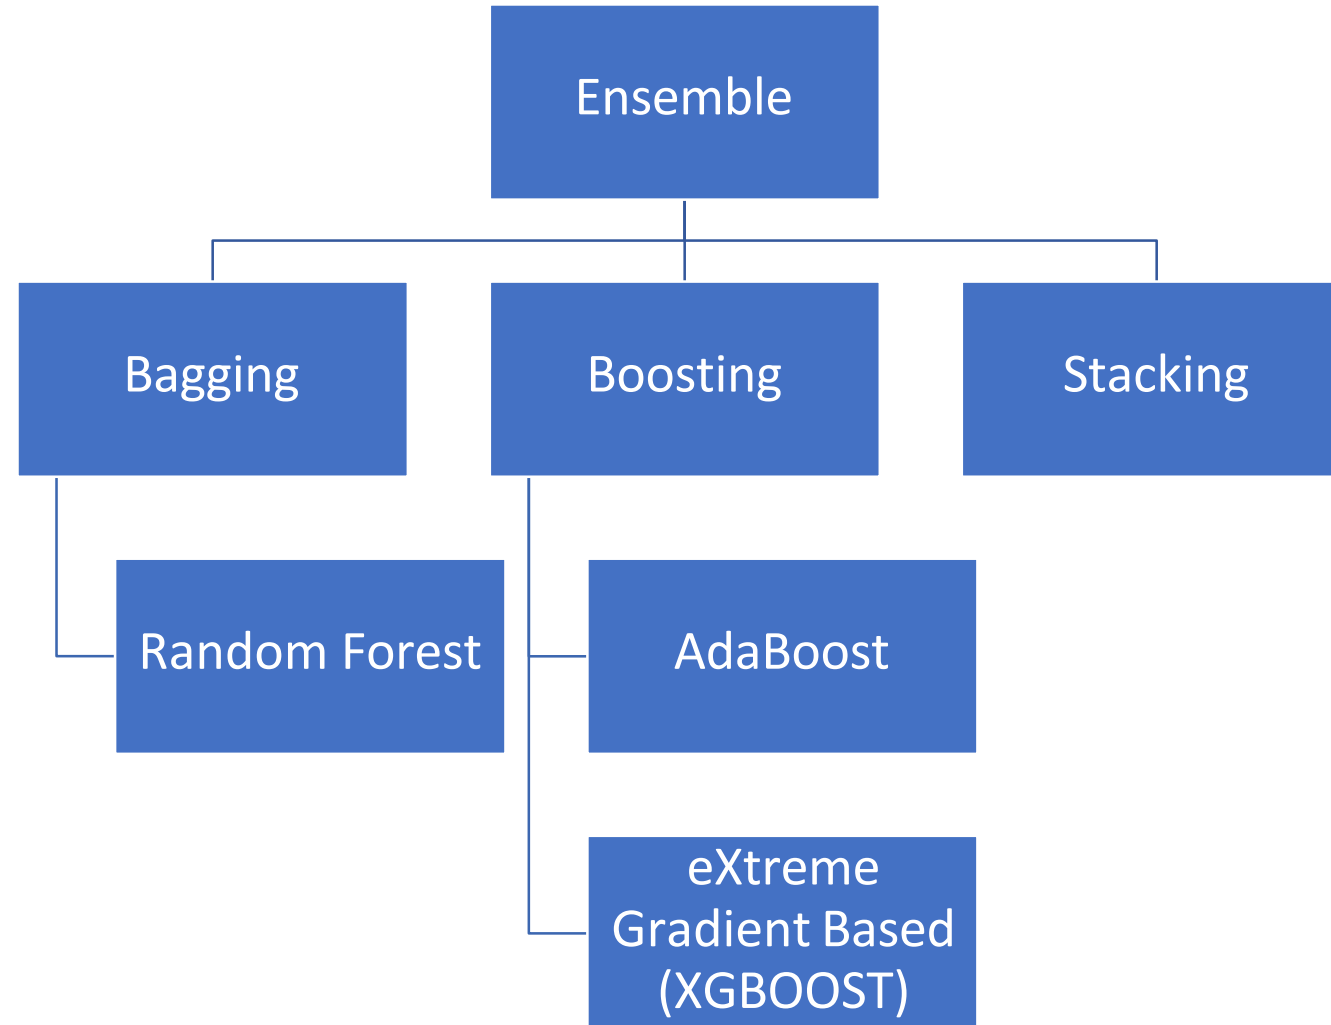 Ensemble
Bagging
Boosting
Stacking
Random Forest
AdaBoost
eXtreme
Gradient Based
(XGBOOST)